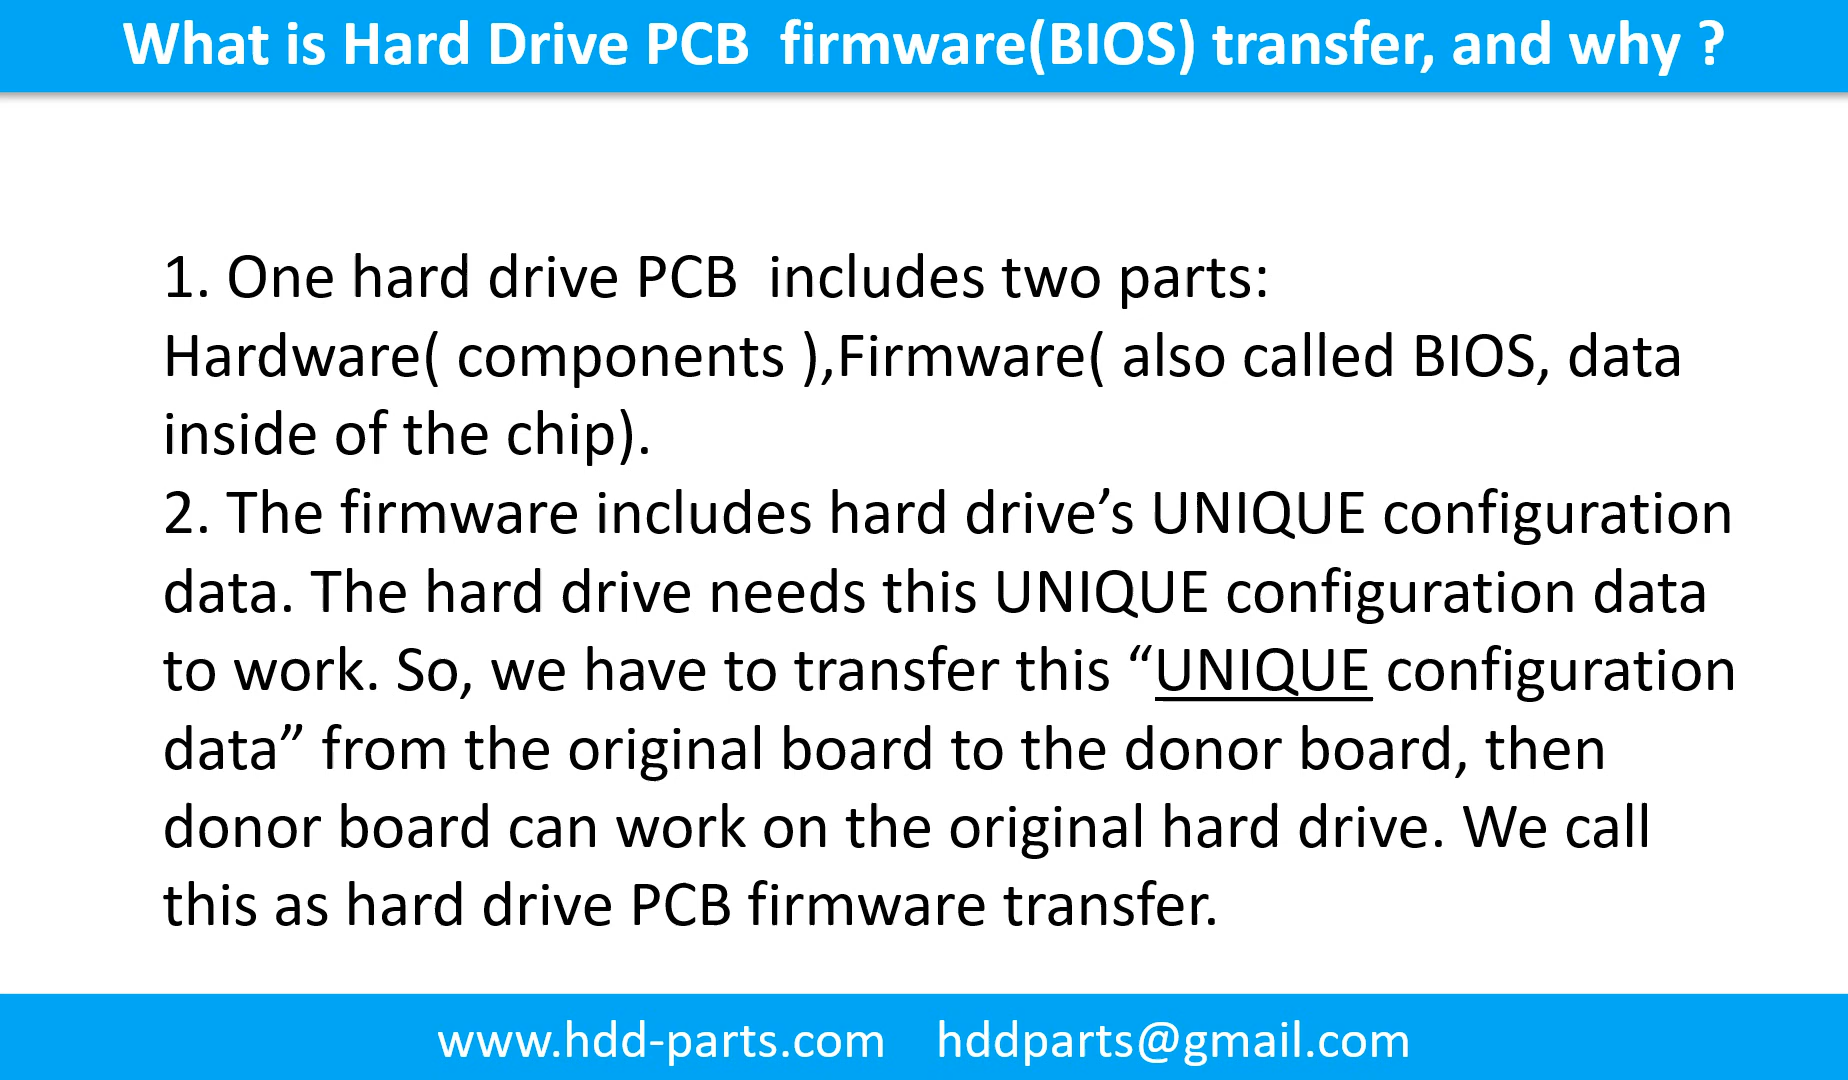 What is Hard Drive PCB  firmware(BIOS) transfer, and why ?
1. One hard drive PCB  includes two parts:
Hardware( components ),Firmware( also called BIOS, data
inside of the chip).
2. The firmware includes hard drive’s UNIQUE configuration
data. The hard drive needs this UNIQUE configuration data
to work. So, we have to transfer this “UNIQUE configuration
data” from the original board to the donor board, then
donor board can work on the original hard drive. We call
this as hard drive PCB firmware transfer.
www.hdd-parts.com    hddparts@gmail.com